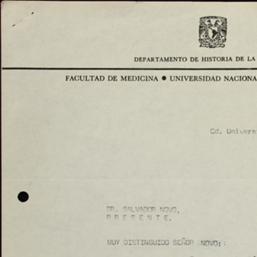 DEPARTAMENTO DE HISTORIA DE LA
FACULTAD DE MEDICINA ● UNIVERSIDAD NACIONA
Cd. Univers
DR. SALVADOR NOVO,
P R E S E N T E.
MUY DISTINGUIDO SEÑOR NOVO: